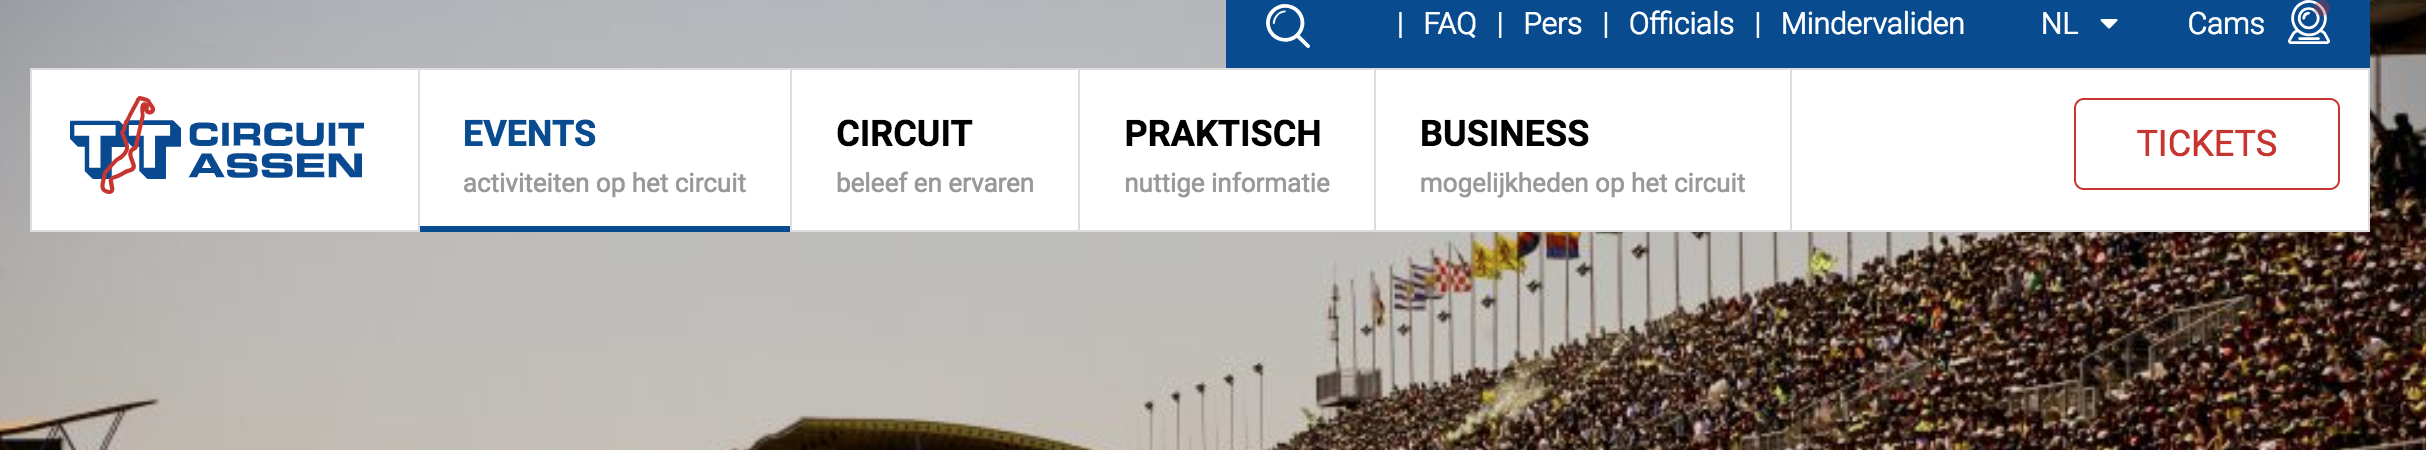 | FAQ | Pers | Officials | Mindervaliden NL Cams
TT CIRCUIT ASSEN
EVENTS
activiteiten op het circuit
CIRCUIT
beleef en ervaren
PRAKTISCH
nuttige informatie
BUSINESS
mogelijkheden op het circuit
TICKETS